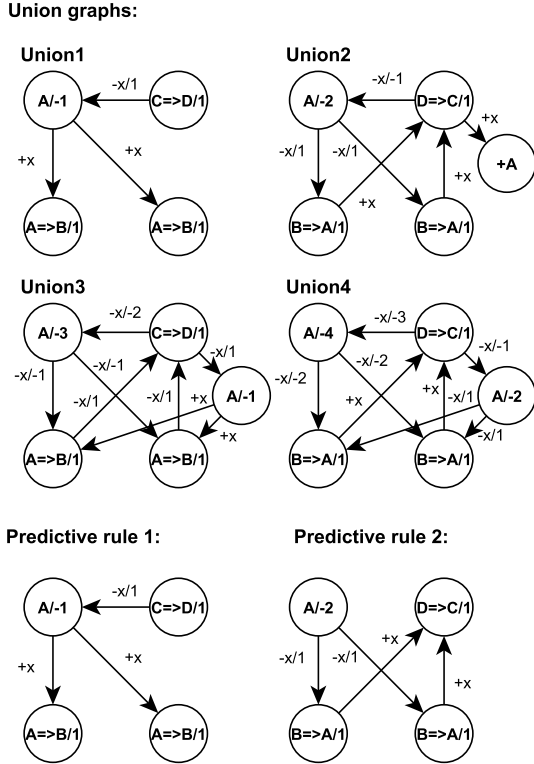 Union graphs:
Union1
Union2
-x/1
A/-1
C=>D/1
+x
+x
A=>B/1
A=>B/1
-x/-1
A/-2
D=>C/1
+x
+A
-x/1
-x/1
+x
+x
B=>A/1
B=>A/1
Union3
Union4
-x/-2
A/-3
C=>D/1
-x/1
-x/-1
-x/-1
A/-1
-x/1
-x/1
+x
+x
A=>B/1
A=>B/1
-x/-3
A/-4
D=>C/1
-x/-1
-x/-2
-x/-2
A/-2
+x
+x
-x/1
-x/1
B=>A/1
B=>A/1
Predictive rule 1:
Predictive rule 2:
-x/1
A/-1
C=>D/1
+x
+x
A=>B/1
A=>B/1
A/-2
D=>C/1
+x
-x/1
-x/1
+x
B=>A/1
B=>A/1